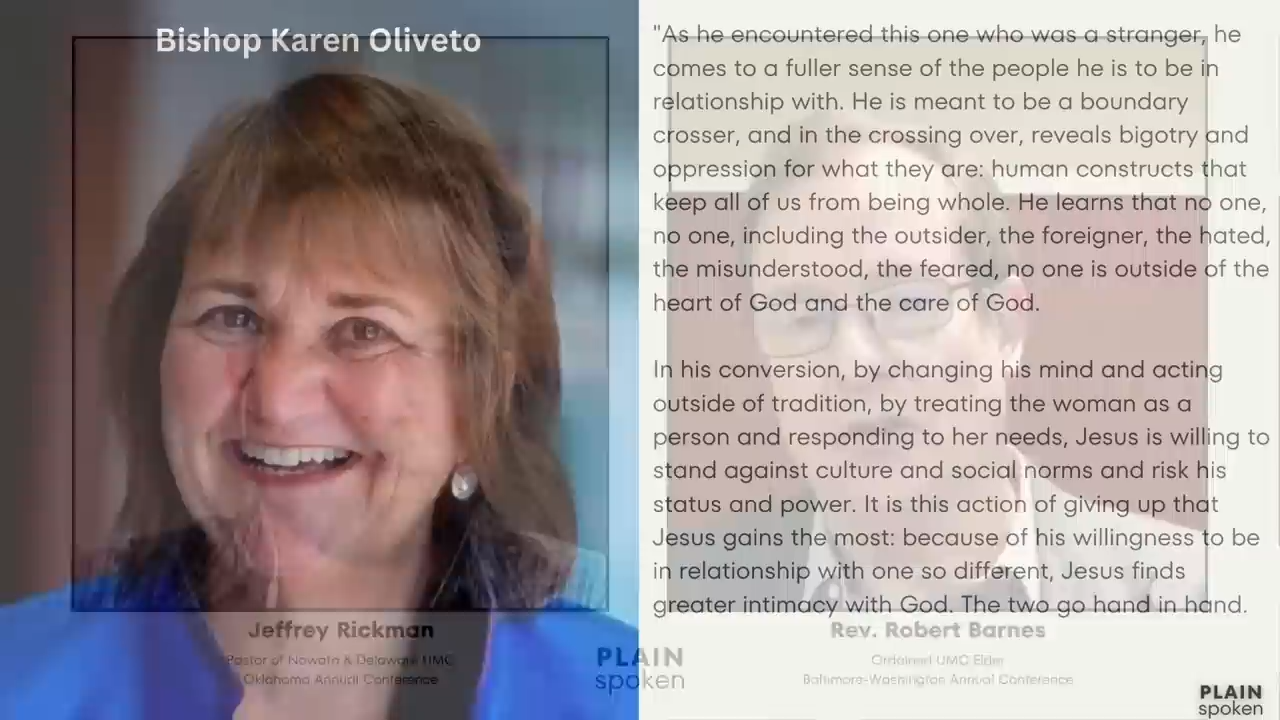 Bishop Karen Oliveto
"As he encountered this one who was a stranger, he
comes to a fuller sense of the people he is to be in
relationship with. He is meant to be a boundary
crosser, and in the crossing over, reveals bigotry and
oppression for what they are: human constructs that
keep all of us from being whole. He learns that no one,
no one, including the outsider, the foreigner, the hated,
the misunderstood, the feared, no one is outside of the
heart of God and the care of God.
In his conversion, by changing his mind and acting
outside of tradition, by treating the woman as a
person and responding to her needs, Jesus is willing to
stand against culture and social norms and risk his
status and power. It is this action of giving up that
Jesus gains the most: because of his willingness to be
in relationship with one so different, Jesus finds
greater intimacy with God. The two go hand in hand.
Jeffrey Rickman
Pastor of Nowata & Delaware UMC
Oklahoma Annual Conference
PLAIN
spoken
Rev. Robert Barnes
Ordained UMC Elder
Baltimore-Washington Annual Conference
PLAIN
spoken